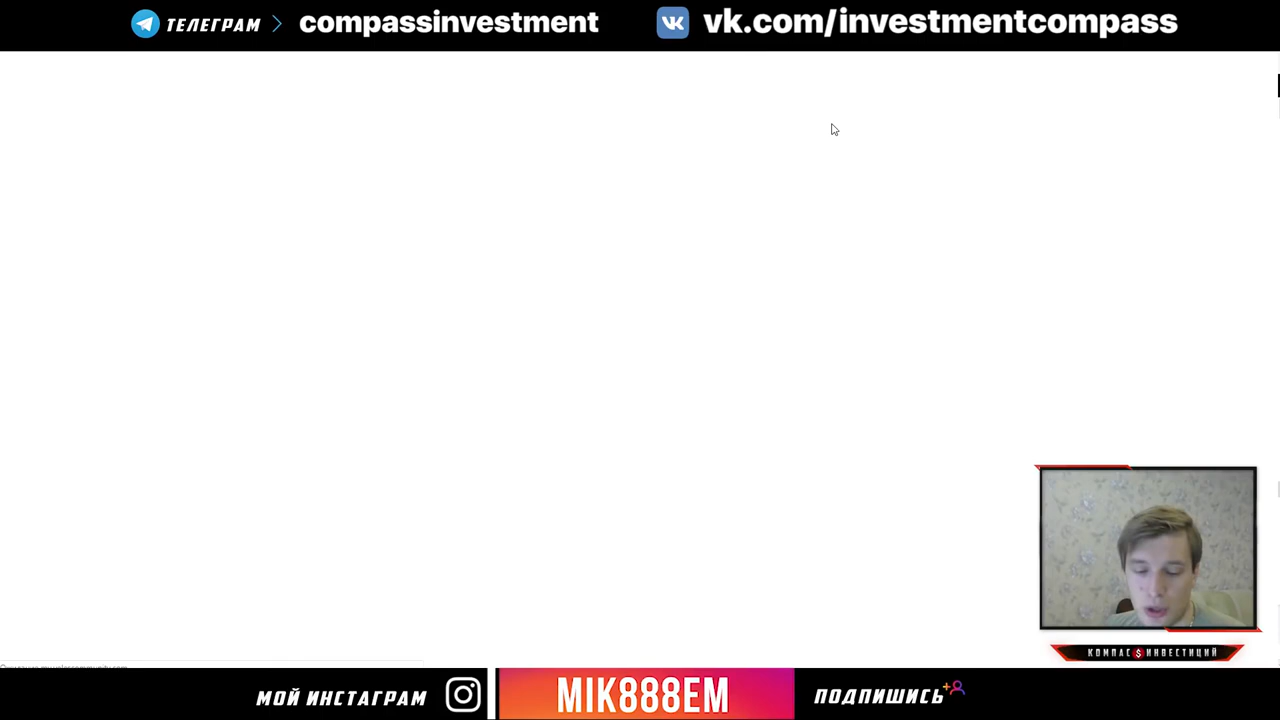 ТЕЛЕГРАМ > compassinvestment
vk.com/investmentcompass
КОМПАС $ ИНВЕСТИЦИЙ
МОЙ ИНСТАГРАМ
MIK888EM
ПОДПИШИСЬ